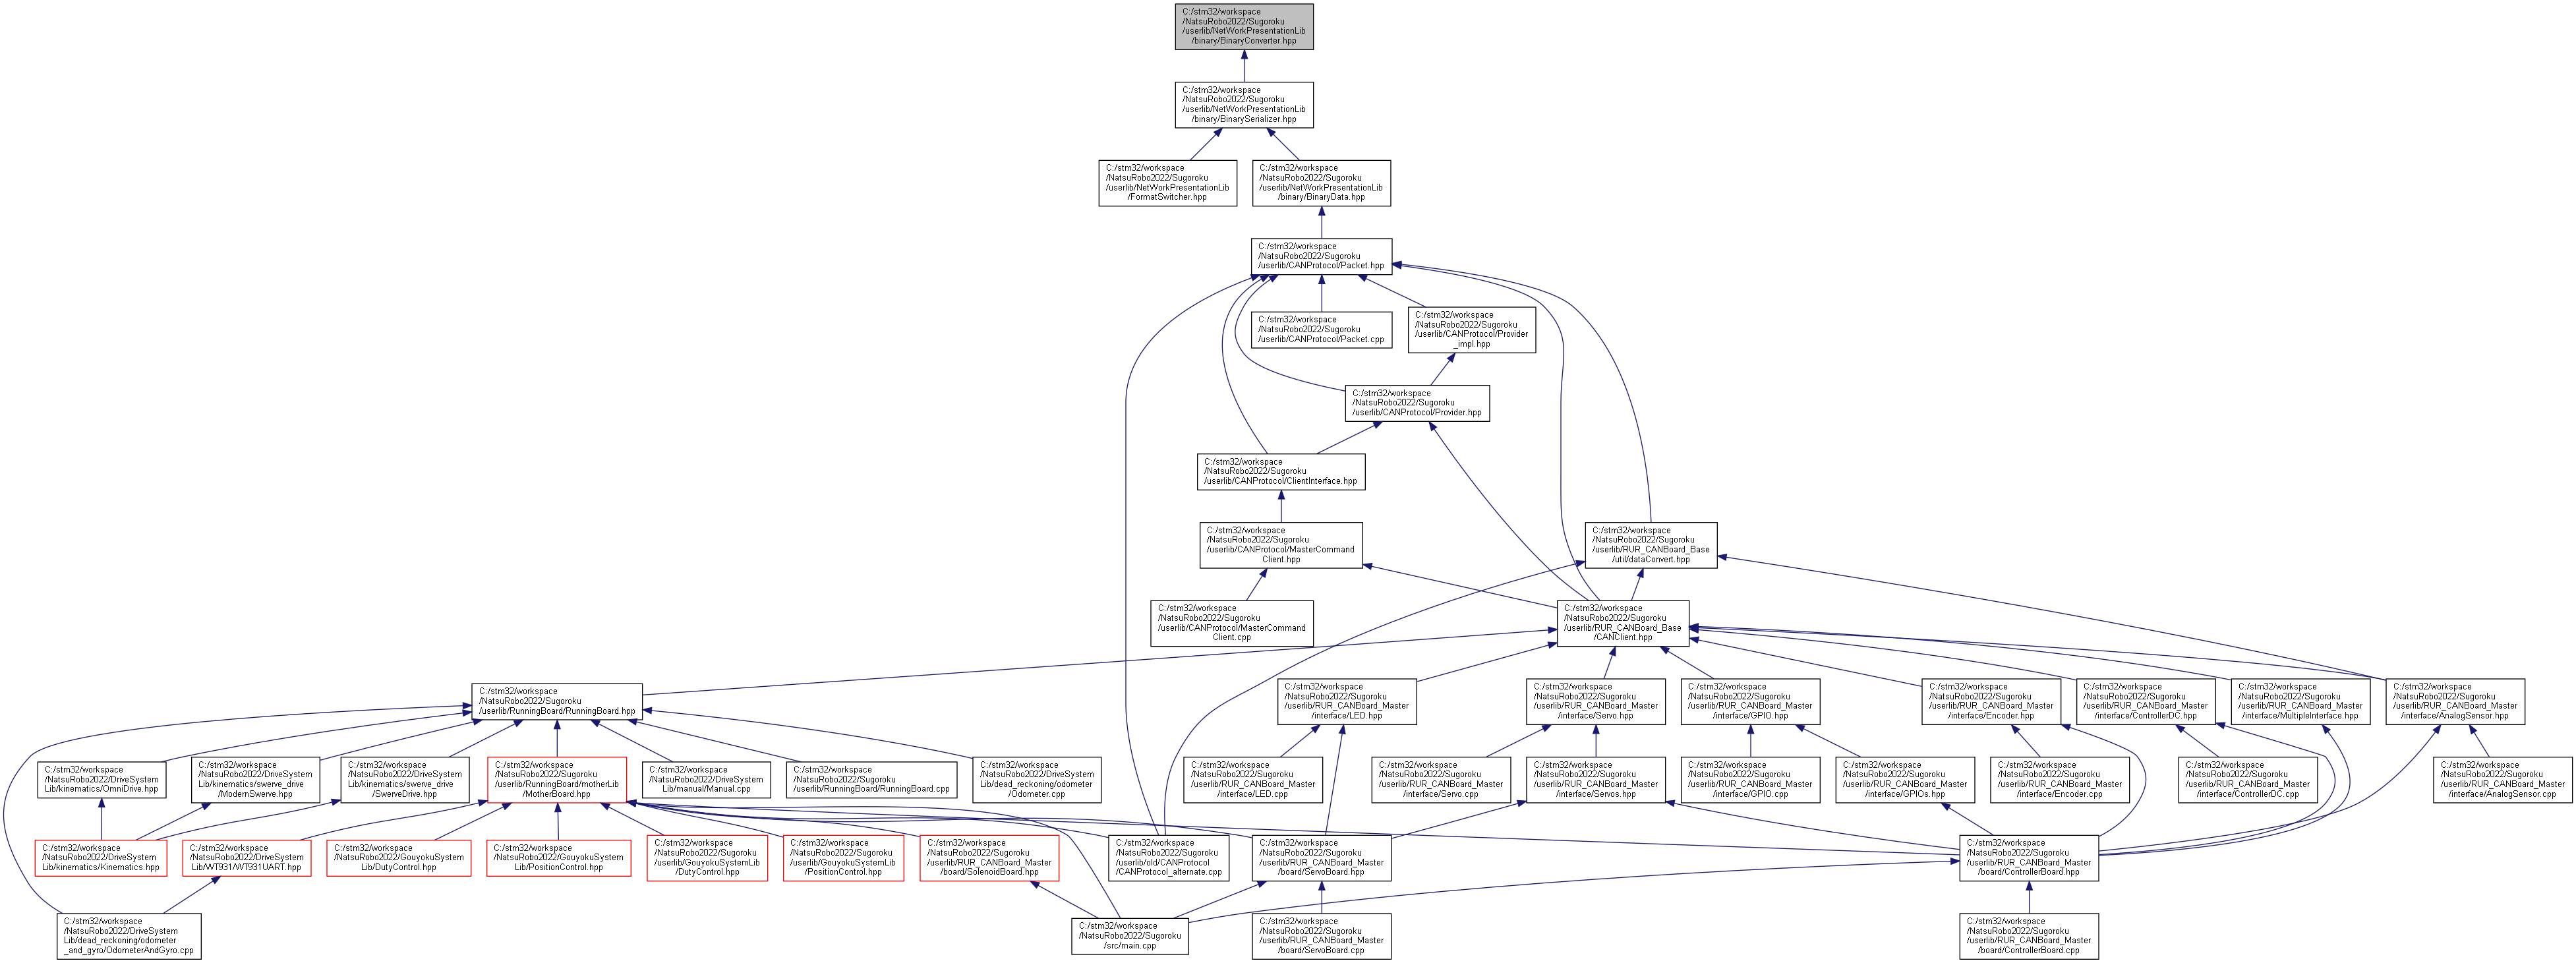 C:/stm32/workspace
/NatsuRobo2022/Sugoroku
/userlib/NetWorkPresentationLib
/binary/BinaryConverter.hpp
C:/stm32/workspace
/NatsuRobo2022/Sugoroku
/userlib/NetWorkPresentationLib
/binary/BinarySerializer.hpp
C:/stm32/workspace
/NatsuRobo2022/Sugoroku
/userlib/NetWorkPresentationLib
/FormatSwitcher.hpp
C:/stm32/workspace
/NatsuRobo2022/Sugoroku
/userlib/NetWorkPresentationLib
/binary/BinaryData.hpp
C:/stm32/workspace
/NatsuRobo2022/Sugoroku
/userlib/CANProtocol/Packet.hpp
C:/stm32/workspace
/NatsuRobo2022/Sugoroku
/userlib/CANProtocol/Packet.cpp
C:/stm32/workspace
/NatsuRobo2022/Sugoroku
/userlib/CANProtocol/Provider
_impl.hpp
C:/stm32/workspace
/NatsuRobo2022/Sugoroku
/userlib/CANProtocol/Provider.hpp
C:/stm32/workspace
/NatsuRobo2022/Sugoroku
/userlib/CANProtocol/ClientInterface.hpp
C:/stm32/workspace
/NatsuRobo2022/Sugoroku
/userlib/CANProtocol/MasterCommand
Client.hpp
C:/stm32/workspace
/NatsuRobo2022/Sugoroku
/userlib/RUR_CANBoard_Base
/util/dataConvert.hpp
C:/stm32/workspace
/NatsuRobo2022/Sugoroku
/userlib/CANProtocol/MasterCommand
Client.cpp
C:/stm32/workspace
/NatsuRobo2022/Sugoroku
/userlib/RUR_CANBoard_Base
/CANClient.hpp
C:/stm32/workspace
/NatsuRobo2022/Sugoroku
/userlib/RunningBoard/RunningBoard.hpp
C:/stm32/workspace
/NatsuRobo2022/Sugoroku
/userlib/RUR_CANBoard_Master
/interface/LED.hpp
C:/stm32/workspace
/NatsuRobo2022/Sugoroku
/userlib/RUR_CANBoard_Master
/interface/Servo.hpp
C:/stm32/workspace
/NatsuRobo2022/Sugoroku
/userlib/RUR_CANBoard_Master
/interface/GPIO.hpp
C:/stm32/workspace
/NatsuRobo2022/Sugoroku
/userlib/RUR_CANBoard_Master
/interface/Encoder.hpp
C:/stm32/workspace
/NatsuRobo2022/Sugoroku
/userlib/RUR_CANBoard_Master
/interface/ControllerDC.hpp
C:/stm32/workspace
/NatsuRobo2022/Sugoroku
/userlib/RUR_CANBoard_Master
/interface/MultipleInterface.hpp
C:/stm32/workspace
/NatsuRobo2022/Sugoroku
/userlib/RUR_CANBoard_Master
/interface/AnalogSensor.hpp
C:/stm32/workspace
/NatsuRobo2022/DriveSystem
Lib/kinematics/OmniDrive.hpp
C:/stm32/workspace
/NatsuRobo2022/DriveSystem
Lib/kinematics/swerve_drive
/ModernSwerve.hpp
C:/stm32/workspace
/NatsuRobo2022/DriveSystem
Lib/kinematics/swerve_drive
/SwerveDrive.hpp
C:/stm32/workspace
/NatsuRobo2022/Sugoroku
/userlib/RunningBoard/motherLib
/MotherBoard.hpp
C:/stm32/workspace
/NatsuRobo2022/DriveSystem
Lib/manual/Manual.cpp
C:/stm32/workspace
/NatsuRobo2022/Sugoroku
/userlib/RunningBoard/RunningBoard.cpp
C:/stm32/workspace
/NatsuRobo2022/DriveSystem
Lib/dead_reckoning/odometer
/Odometer.cpp
C:/stm32/workspace
/NatsuRobo2022/Sugoroku
/userlib/RUR_CANBoard_Master
/interface/LED.cpp
C:/stm32/workspace
/NatsuRobo2022/Sugoroku
/userlib/RUR_CANBoard_Master
/interface/Servo.cpp
C:/stm32/workspace
/NatsuRobo2022/Sugoroku
/userlib/RUR_CANBoard_Master
/interface/Servos.hpp
C:/stm32/workspace
/NatsuRobo2022/Sugoroku
/userlib/RUR_CANBoard_Master
/interface/GPIO.cpp
C:/stm32/workspace
/NatsuRobo2022/Sugoroku
/userlib/RUR_CANBoard_Master
/interface/GPIOs.hpp
C:/stm32/workspace
/NatsuRobo2022/Sugoroku
/userlib/RUR_CANBoard_Master
/interface/Encoder.cpp
C:/stm32/workspace
/NatsuRobo2022/Sugoroku
/userlib/RUR_CANBoard_Master
/interface/ControllerDC.cpp
C:/stm32/workspace
/NatsuRobo2022/Sugoroku
/userlib/RUR_CANBoard_Master
/interface/AnalogSensor.cpp
C:/stm32/workspace
/NatsuRobo2022/DriveSystem
Lib/kinematics/Kinematics.hpp
C:/stm32/workspace
/NatsuRobo2022/DriveSystem
Lib/WT931/WT931UART.hpp
C:/stm32/workspace
/NatsuRobo2022/GouyokuSystem
Lib/DutyControl.hpp
C:/stm32/workspace
/NatsuRobo2022/GouyokuSystem
Lib/PositionControl.hpp
C:/stm32/workspace
/NatsuRobo2022/Sugoroku
/userlib/GouyokuSystemLib
/DutyControl.hpp
C:/stm32/workspace
/NatsuRobo2022/Sugoroku
/userlib/GouyokuSystemLib
/PositionControl.hpp
C:/stm32/workspace
/NatsuRobo2022/Sugoroku
/userlib/RUR_CANBoard_Master
/board/SolenoidBoard.hpp
C:/stm32/workspace
/NatsuRobo2022/Sugoroku
/userlib/old/CANProtocol
/CANProtocol_alternate.cpp
C:/stm32/workspace
/NatsuRobo2022/Sugoroku
/userlib/RUR_CANBoard_Master
/board/ServoBoard.hpp
C:/stm32/workspace
/NatsuRobo2022/Sugoroku
/userlib/RUR_CANBoard_Master
/board/ControllerBoard.hpp
C:/stm32/workspace
/NatsuRobo2022/DriveSystem
Lib/dead_reckoning/odometer
_and_gyro/OdometerAndGyro.cpp
C:/stm32/workspace
/NatsuRobo2022/Sugoroku
/src/main.cpp
C:/stm32/workspace
/NatsuRobo2022/Sugoroku
/userlib/RUR_CANBoard_Master
/board/ServoBoard.cpp
C:/stm32/workspace
/NatsuRobo2022/Sugoroku
/userlib/RUR_CANBoard_Master
/board/ControllerBoard.cpp